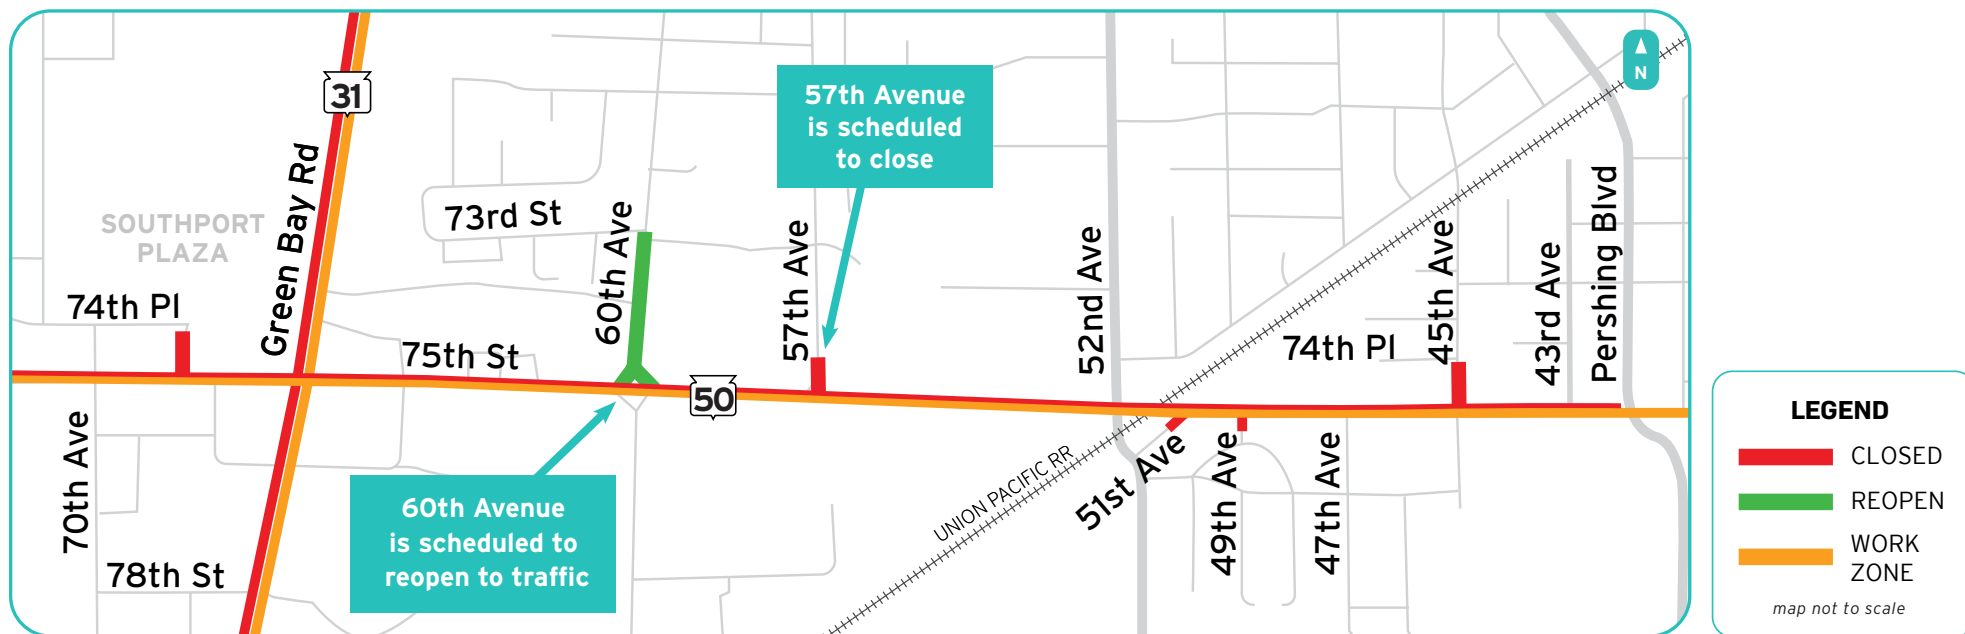 31
N
57th Avenue
is scheduled
to close
Green Bay Rd
SOUTHPORT
PLAZA
73rd St
60th Ave
57th Ave
52nd Ave
45th Ave
43rd Ave
Pershing Blvd
74th Pl
75th St
74th Pl
50
70th Ave
UNION PACIFIC RR
51st Ave
49th Ave
47th Ave
60th Avenue
is scheduled to
reopen to traffic
78th St
LEGEND
CLOSED
REOPEN
WORK
ZONE
map not to scale